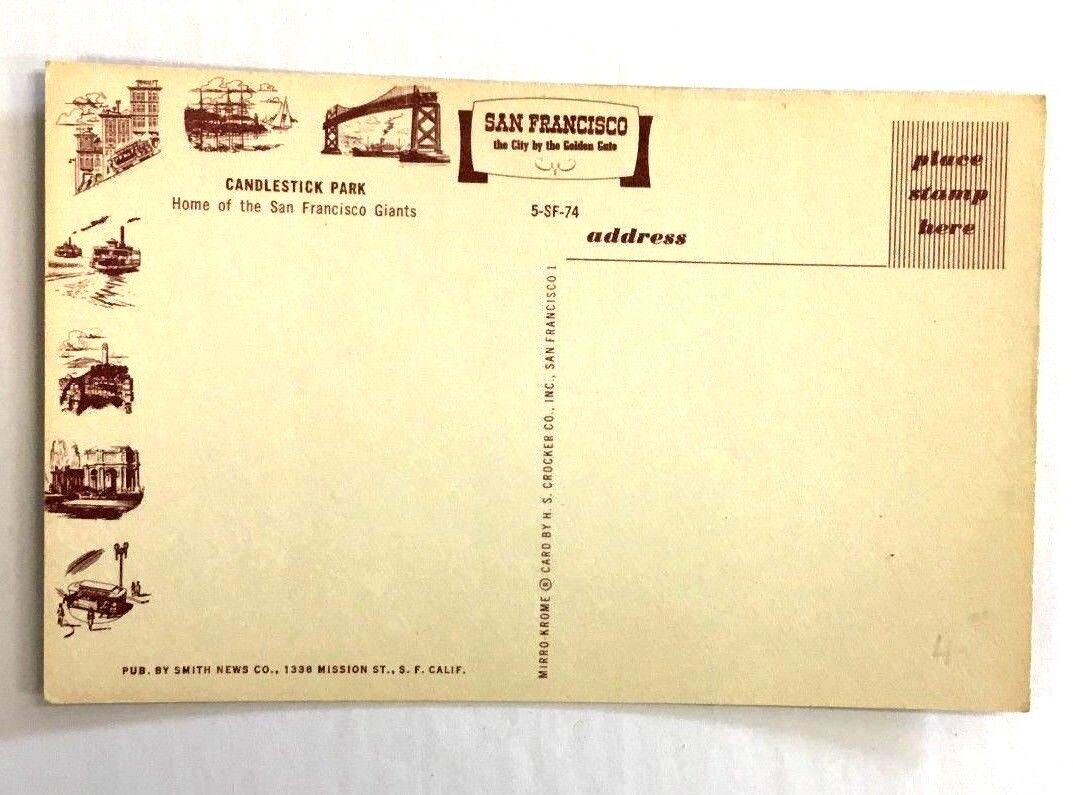 SAN FRANCISCO
the City by the Golden Gate
CANDLESTICK PARK
Home of the San Francisco Giants
5-SF-74
address
place
stamp
here
MIRRO-KROME ® CARD BY H. S. CROCKER CO., INC., SAN FRANCISCO 1
PUB. BY SMITH NEWS CO., 1338 MISSION ST., S. F. CALIF.
4-